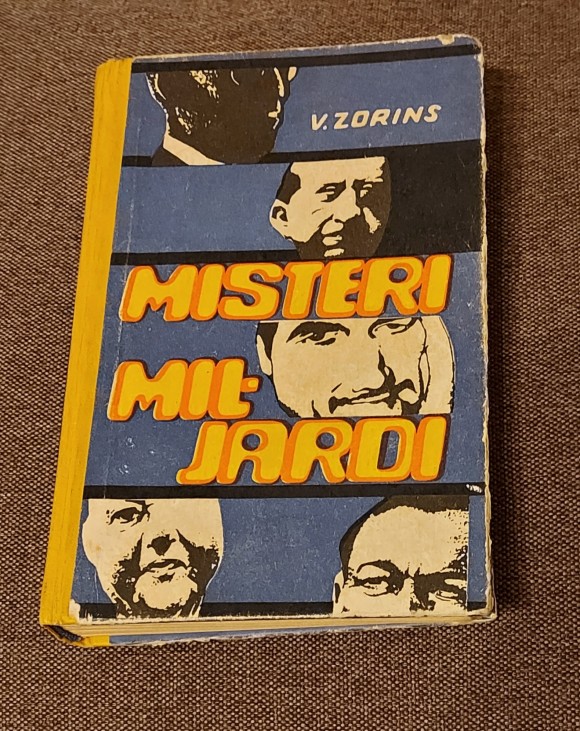 V. ZORINS
MISTERI
MIL-
JARDI